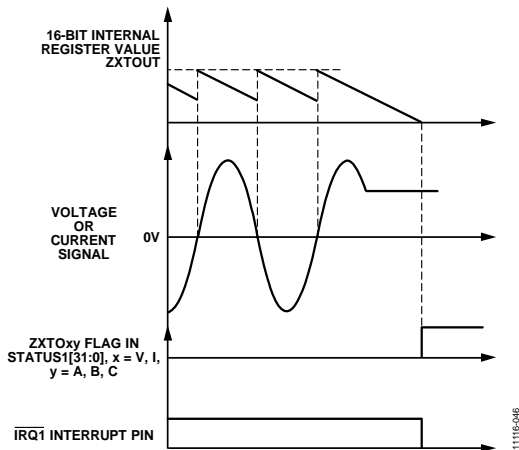 16-BIT INTERNAL
REGISTER VALUE
ZXTOUT
VOLTAGE
OR
CURRENT
SIGNAL
0V
ZXTOxy FLAG IN
STATUS1[31:0], x = V, I,
y = A, B, C
IRQ1 INTERRUPT PIN
11116-046